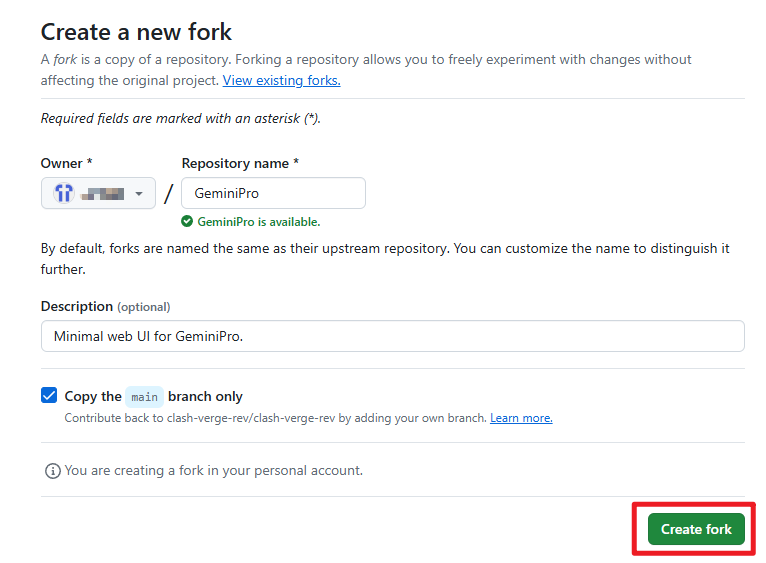 Create a new fork
A fork is a copy of a repository. Forking a repository allows you to freely experiment with changes without
affecting the original project. View existing forks.
Required fields are marked with an asterisk (*).
Owner *
Repository name *
/
GeminiPro
GeminiPro is available.
By default, forks are named the same as their upstream repository. You can customize the name to distinguish it
further.
Description (optional)
Minimal web UI for GeminiPro.
Copy the main branch only
Contribute back to clash-verge-rev/clash-verge-rev by adding your own branch. Learn more.
You are creating a fork in your personal account.
Create fork